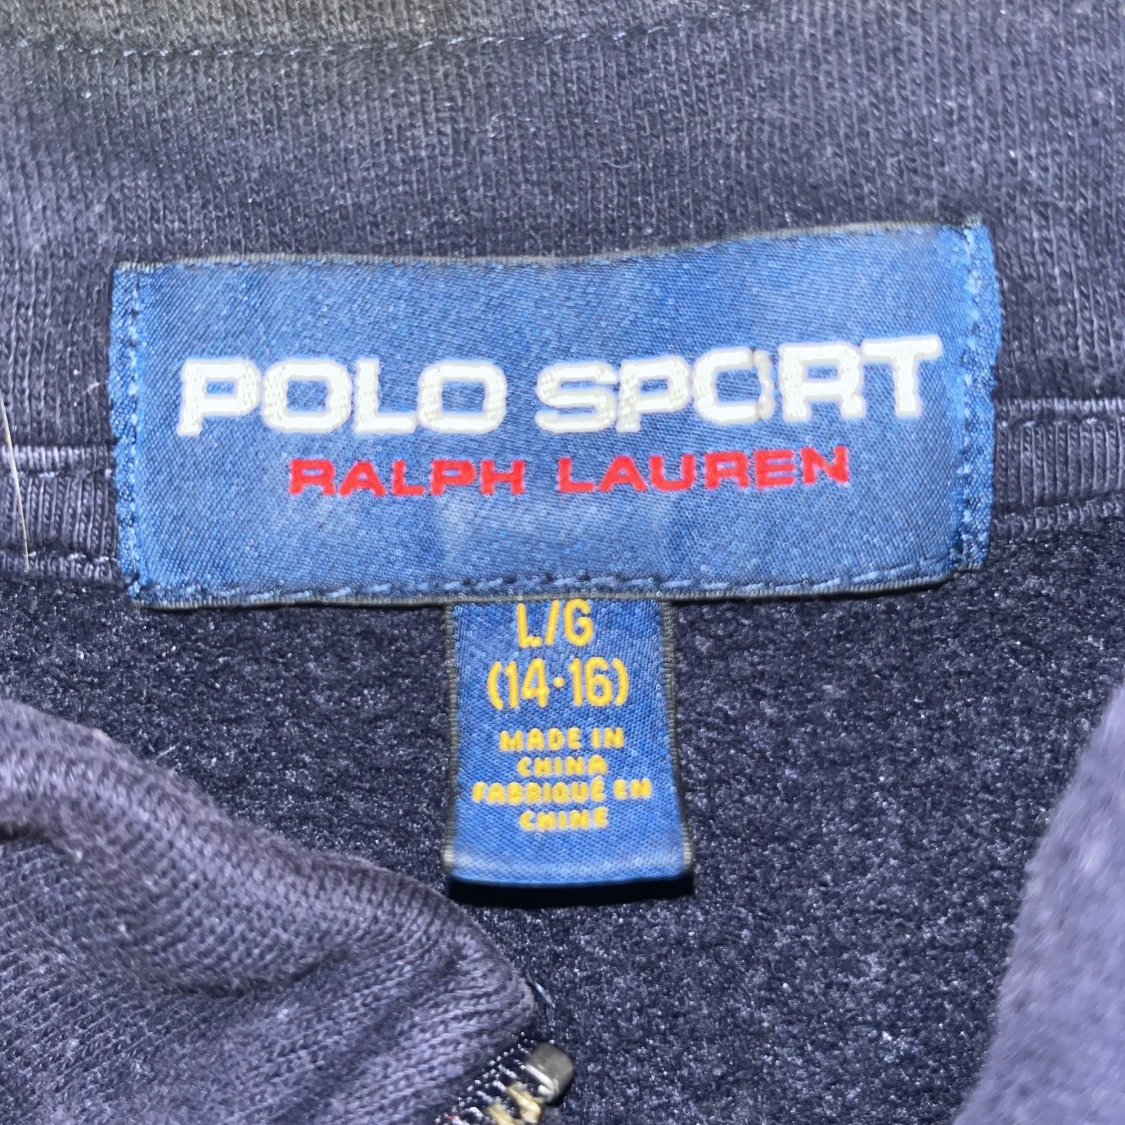 POLO SPORT
RALPH LAUREN
L/G
(14·16)
MADE IN
CHINA
FABRIQUÉ EN
CHINE